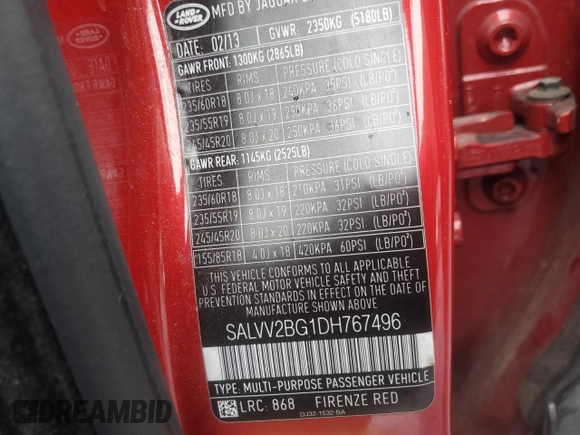 LAND ROVER
MFD BY JAGUAR
DATE: 02/13 GVWR: 2350KG (5180LB)
GAWR FRONT: 1300KG (2865LB)
TIRES RIMS PRESSURE (COLD SINGLE)
235/60R18 8.0J x 18 240KPA 35PSI (LB/PO²)
235/55R19 8.0J x 19 250KPA 36PSI (LB/PO²)
245/45R20 8.0J x 20 250KPA 36PSI (LB/PO²)
GAWR REAR: 1145KG (2525LB)
TIRES RIMS PRESSURE (COLD SINGLE)
235/60R18 8.0J x 18 210KPA 31PSI (LB/PO²)
235/55R19 8.0J x 19 220KPA 32PSI (LB/PO²)
245/45R20 8.0J x 20 220KPA 32PSI (LB/PO²)
T155/85R18 4.0J x 18 420KPA 60PSI (LB/PO²)
THIS VEHICLE CONFORMS TO ALL APPLICABLE
U.S. FEDERAL MOTOR VEHICLE SAFETY AND
THEFT PREVENTION STANDARDS IN EFFECT ON
THE DATE OF MANUFACTURE SHOWN ABOVE.
SALVV2BG1DH767496
TYPE: MULTI-PURPOSE PASSENGER VEHICLE
LRC: 868 FIRENZE RED
DJ32-1532-BA
DREAMBID